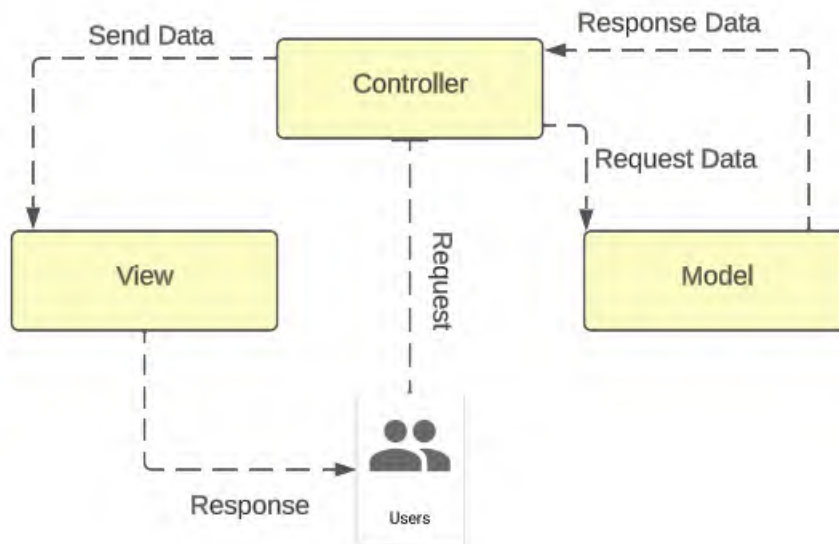 Send Data
Response Data
Controller
Request Data
Request
View
Model
Response
Users